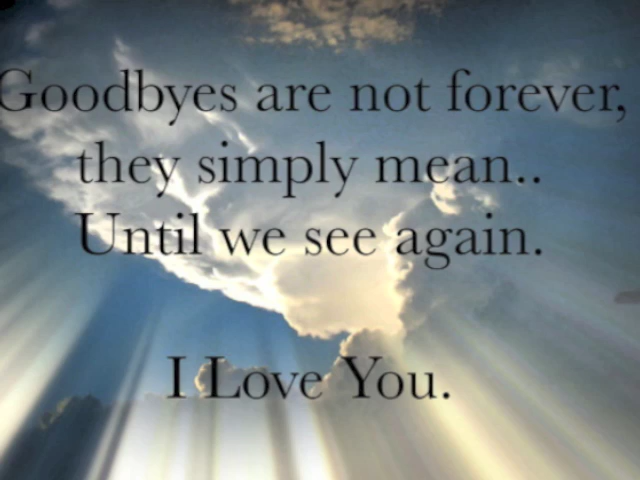 Goodbyes are not forever,
they simply mean..
Until we see again.
I Love You.